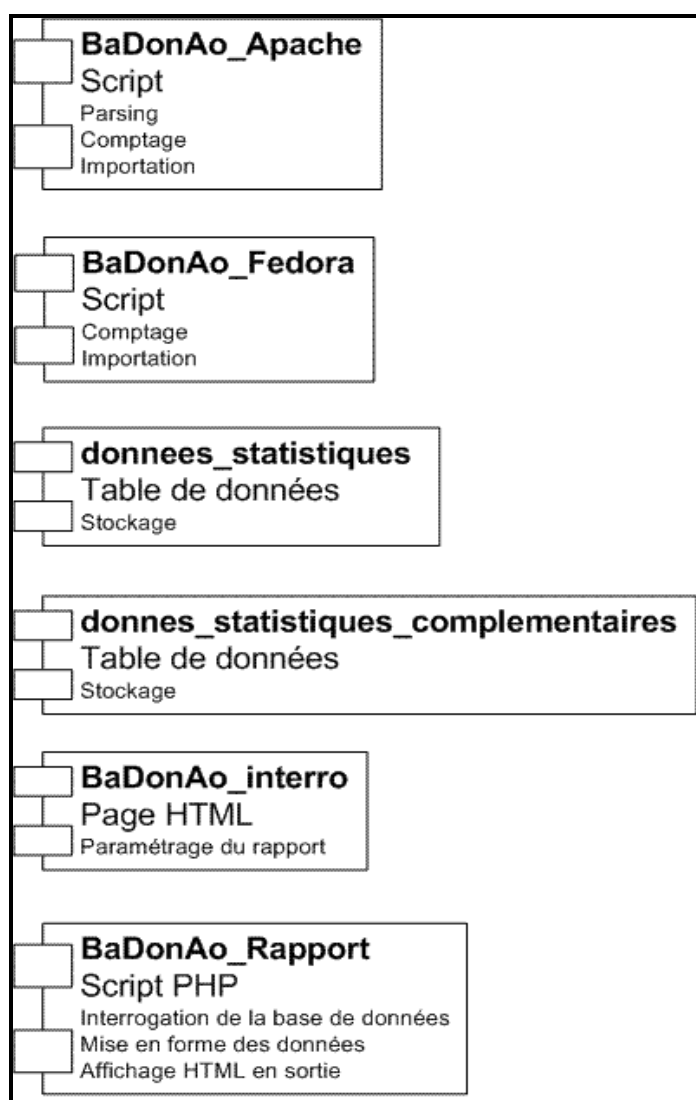 BaDonAo_Apache
Script
Parsing
Comptage
Importation
BaDonAo_Fedora
Script
Comptage
Importation
donnees_statistiques
Table de données
Stockage
donnes_statistiques_complementaires
Table de données
Stockage
BaDonAo_interro
Page HTML
Paramétrage du rapport
BaDonAo_Rapport
Script PHP
Interrogation de la base de données
Mise en forme des données
Affichage HTML en sortie